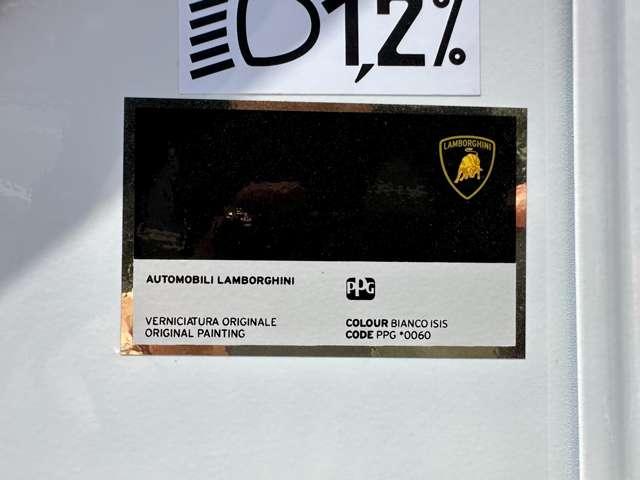 1,2%
LAMBORGHINI
AUTOMOBILI LAMBORGHINI
PPG
VERNICIATURA ORIGINALE
ORIGINAL PAINTING
COLOUR BIANCO ISIS
CODE PPG *0060